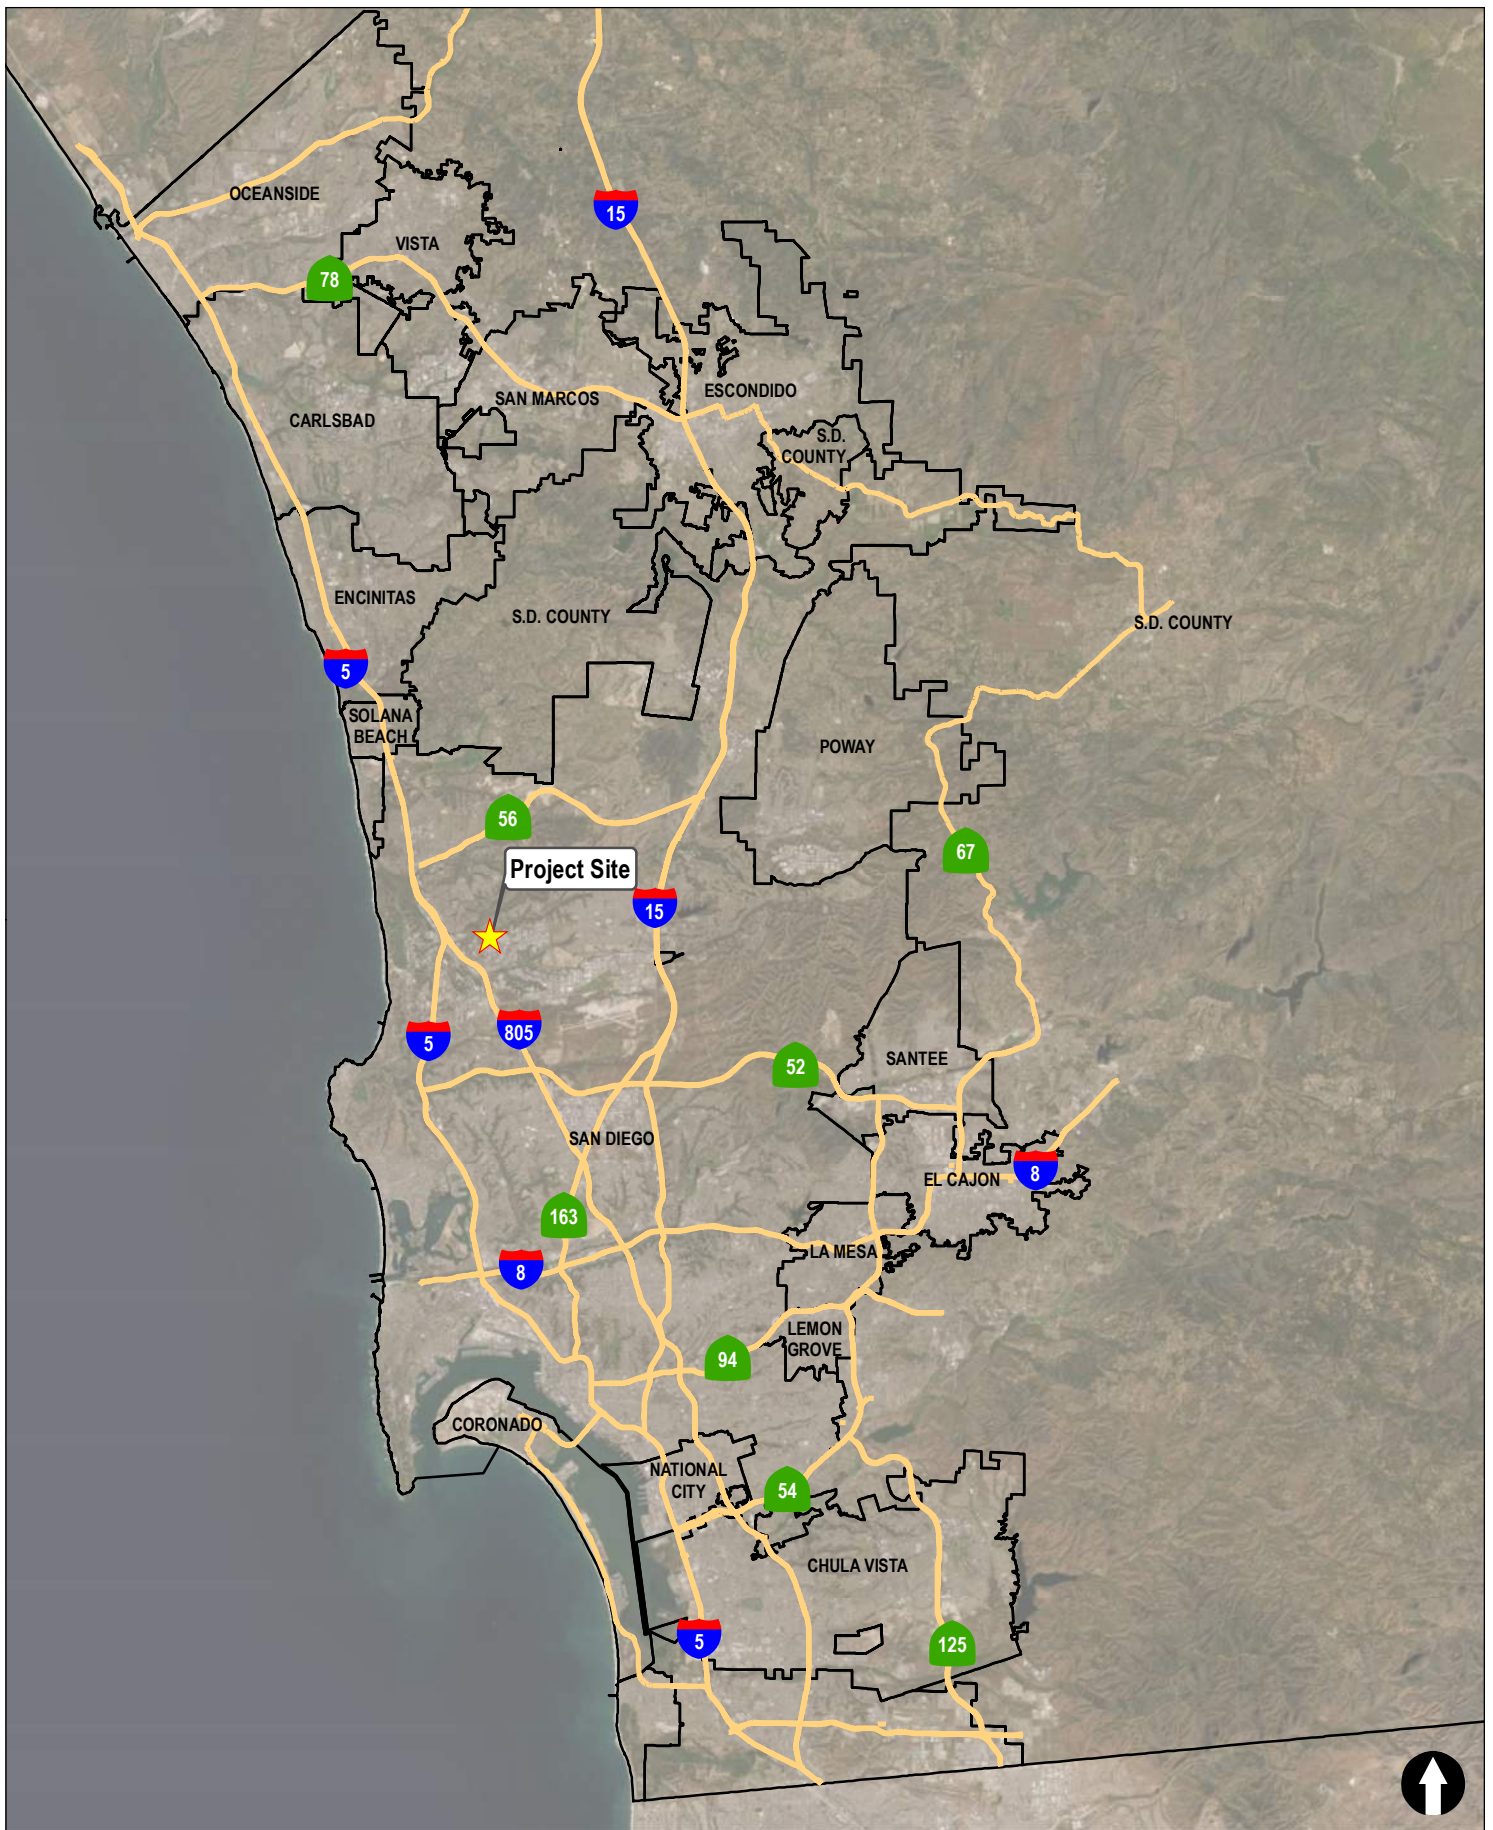 OCEANSIDE
15
VISTA
78
ESCONDIDO
SAN MARCOS
CARLSBAD
S.D.
COUNTY
ENCINITAS
S.D. COUNTY
S.D. COUNTY
5
SOLANA
BEACH
POWAY
56
67
Project Site
15
805
5
52
SANTEE
SAN DIEGO
EL CAJON
8
163
LA MESA
8
LEMON
GROVE
94
CORONADO
NATIONAL
CITY
54
CHULA VISTA
5
125